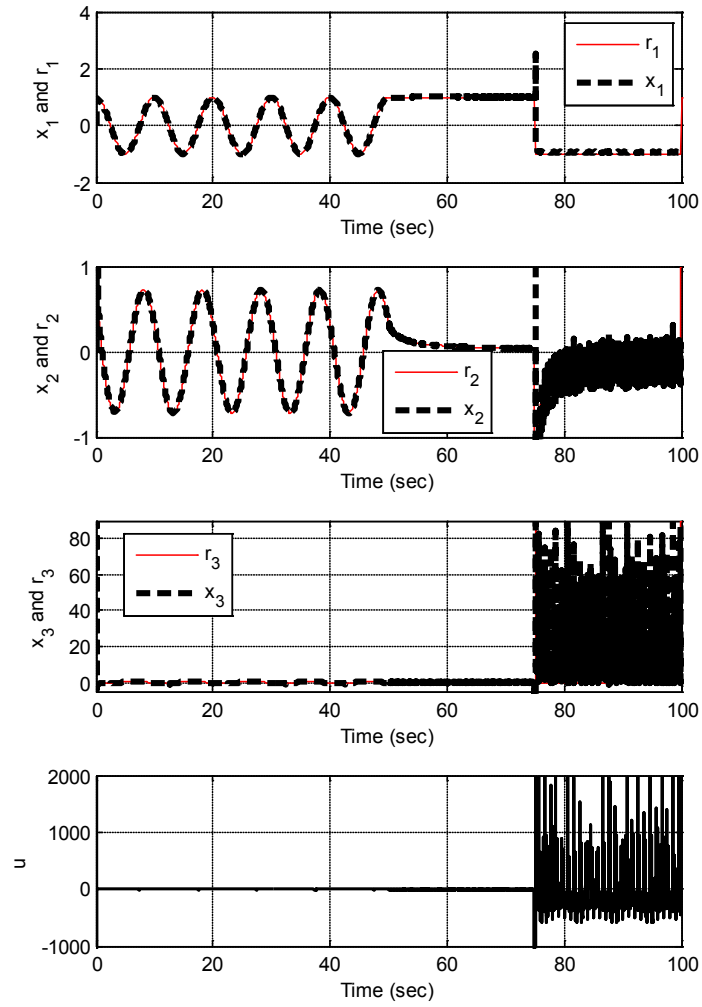 4
2
0
-2
x1 and r1
r1
x1
0 20 40 60 80 100
Time (sec)
1
0
-1
x2 and r2
r2
x2
0 20 40 60 80 100
Time (sec)
80
60
40
20
0
x3 and r3
r3
x3
0 20 40 60 80 100
Time (sec)
2000
1000
0
-1000
u
0 20 40 60 80 100
Time (sec)